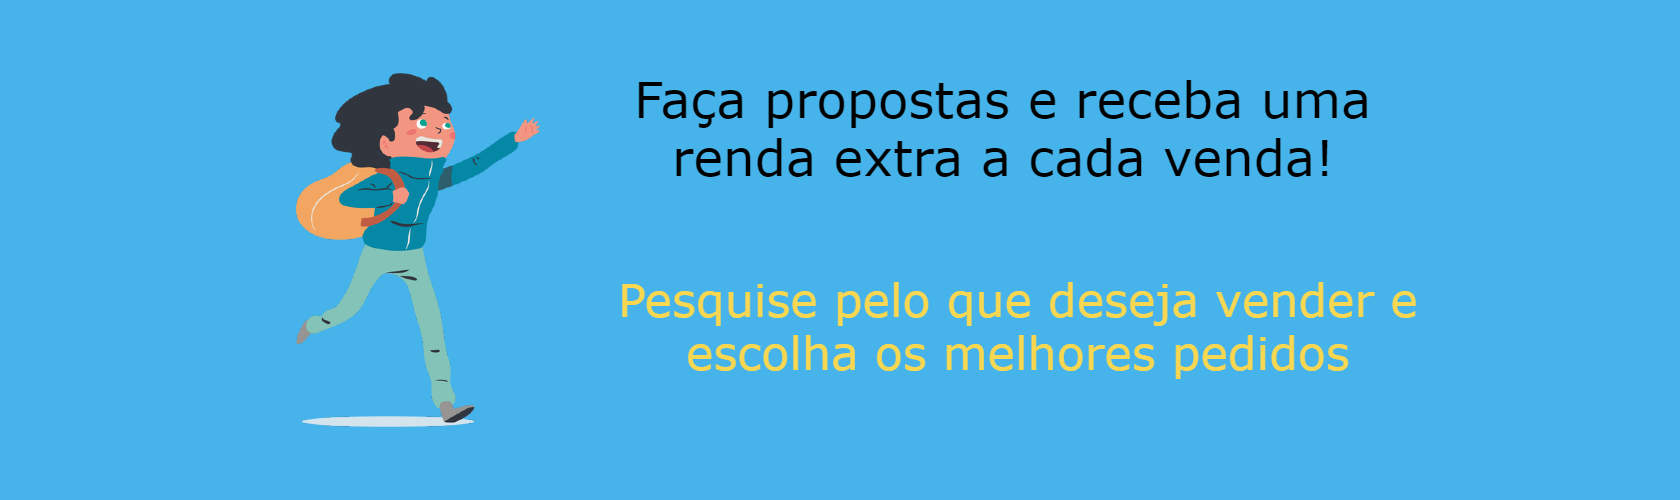 Faça propostas e receba uma
renda extra a cada venda!
Pesquise pelo que deseja vender e
escolha os melhores pedidos